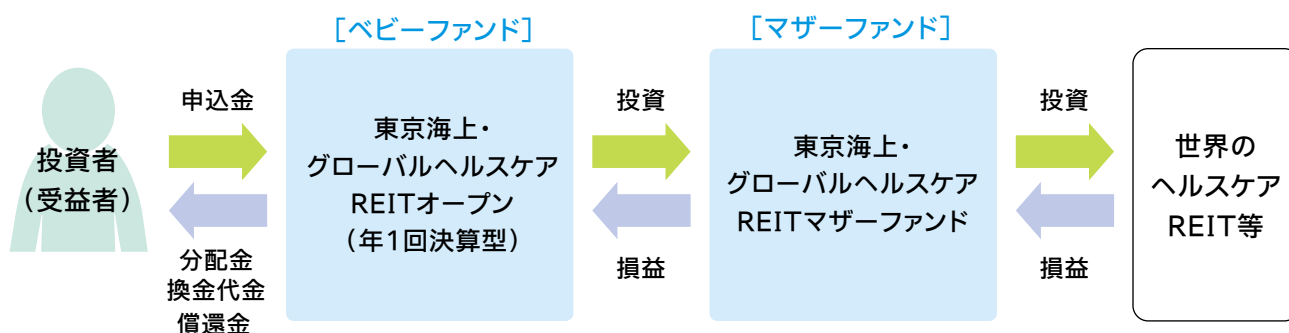 ［ベビーファンド］
［マザーファンド］
投資者
（受益者）
申込金
分配金
換金代金
償還金
東京海上・
グローバルヘルスケア
REITオープン
（年1回決算型）
投資
損益
東京海上・
グローバルヘルスケア
REITマザーファンド
投資
損益
世界の
ヘルスケア
REIT等